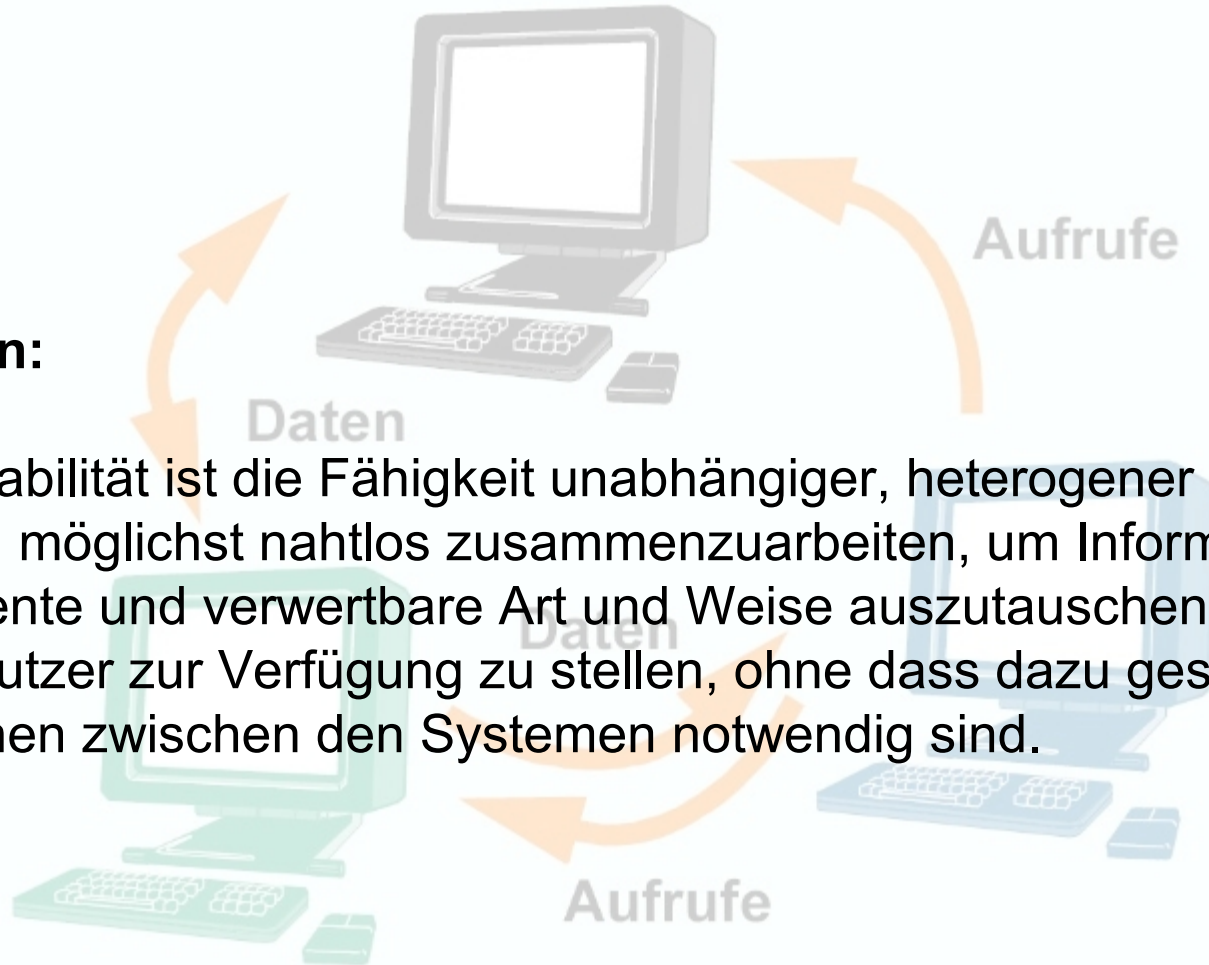 Aufrufe
n:
Daten
abilität ist die Fähigkeit unabhängiger, heterogener
möglichst nahtlos zusammenzuarbeiten, um Inform
ente und verwertbare Art und Weise auszutauschen
Daten
utzer zur Verfügung zu stellen, ohne dass dazu ges
nen zwischen den Systemen notwendig sind.
Aufrufe